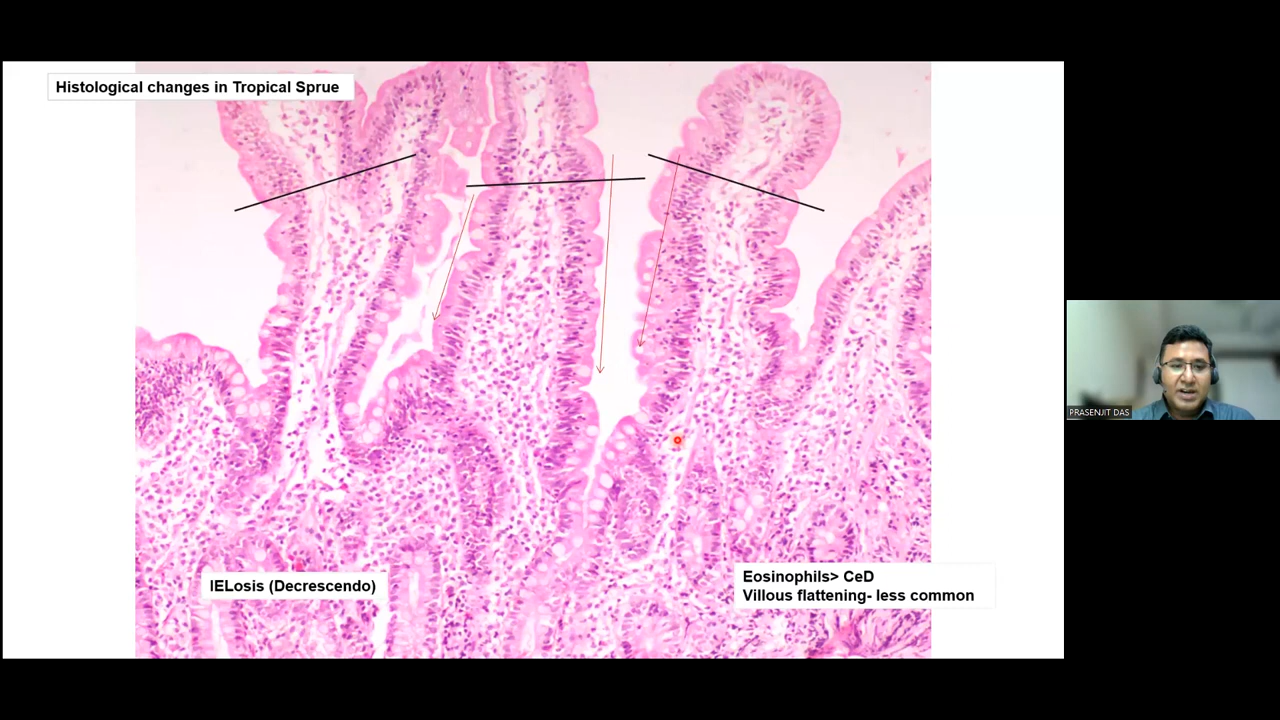 Histological changes in Tropical Sprue
IELosis (Decrescendo)
Eosinophils> CeD
Villous flattening- less common
PRASENJIT DAS